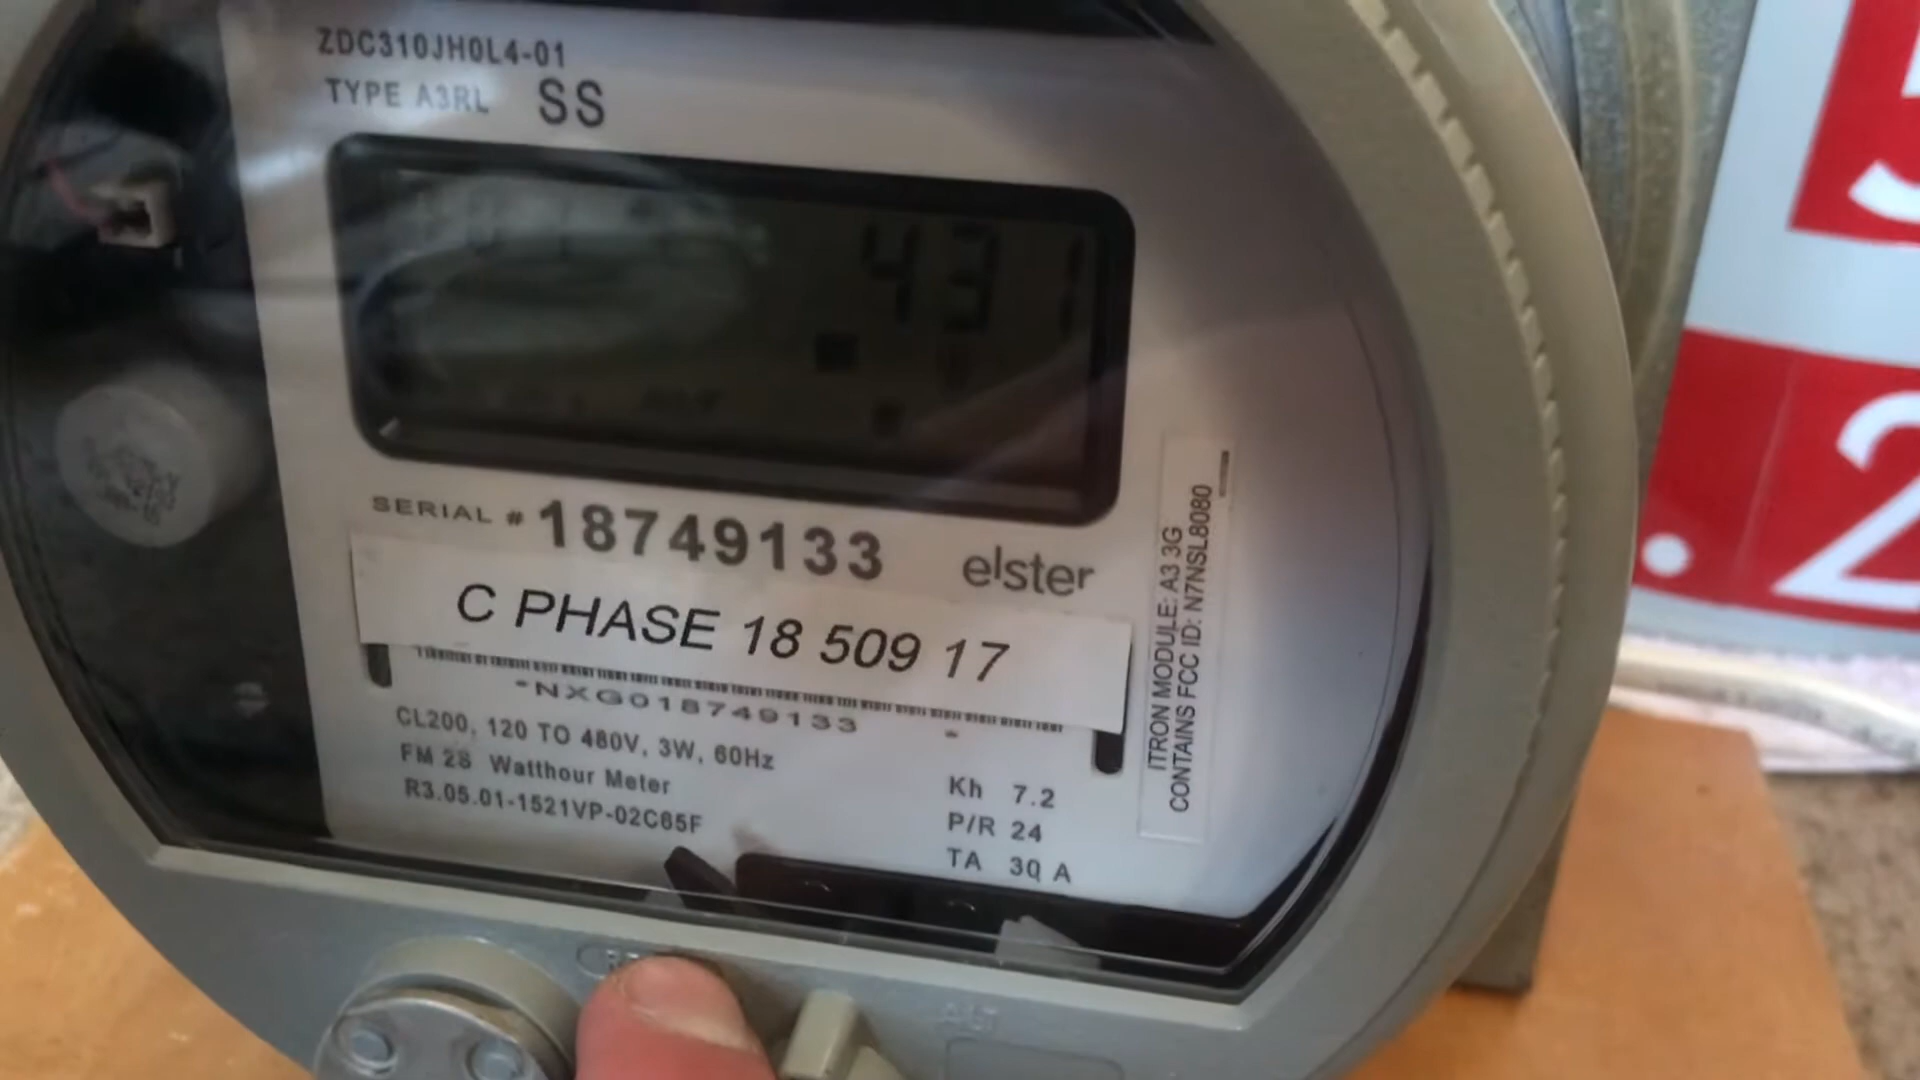 ZDC310JH0L4-01
TYPE A3RL SS
431
SERIAL # 18749133 elster
C PHASE 18 509 17
*NXG018749133 *
CL200, 120 TO 480V, 3W, 60Hz
FM 2S Watthour Meter
R3.05.01-1521VP-02C65F
Kh 7.2
P/R 24
TA 30 A
ITRON MODULE: A3 3G
CONTAINS FCC ID: N7NSL8080
.2